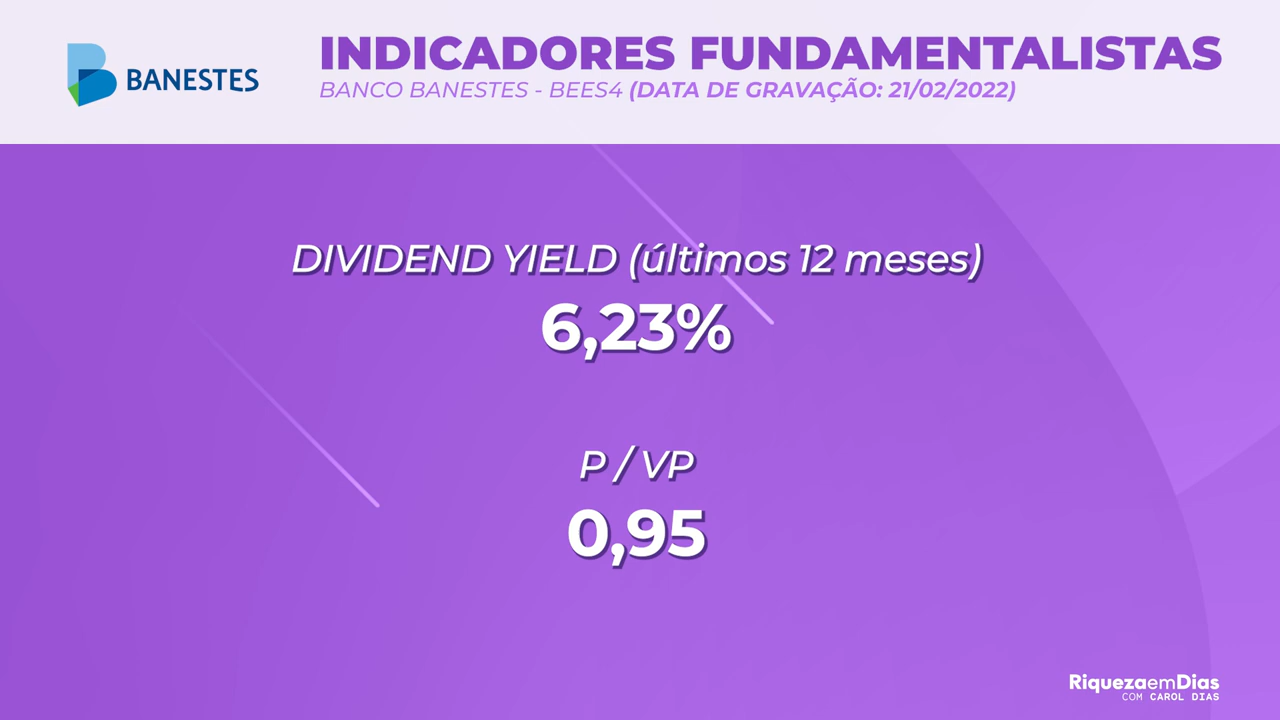 BANESTES
INDICADORES FUNDAMENTALISTAS
BANCO BANESTES - BEES4 (DATA DE GRAVAÇÃO: 21/02/2022)
DIVIDEND YIELD (últimos 12 meses)
6,23%
P / VP
0,95
RiquezaemDias
COM CAROL DIAS